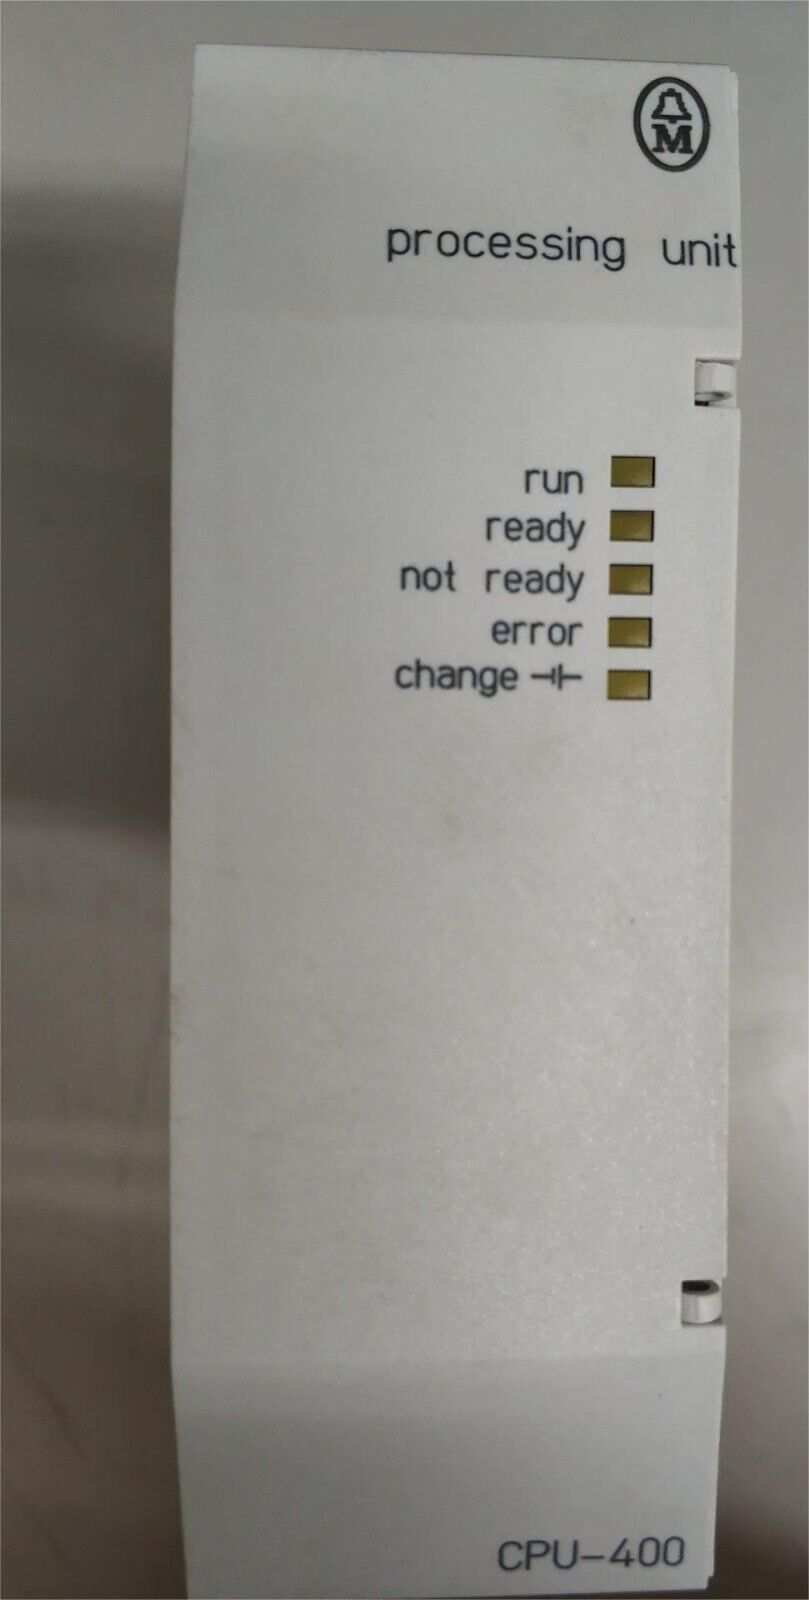 M
processing unit
run
ready
not ready
error
change
CPU-400